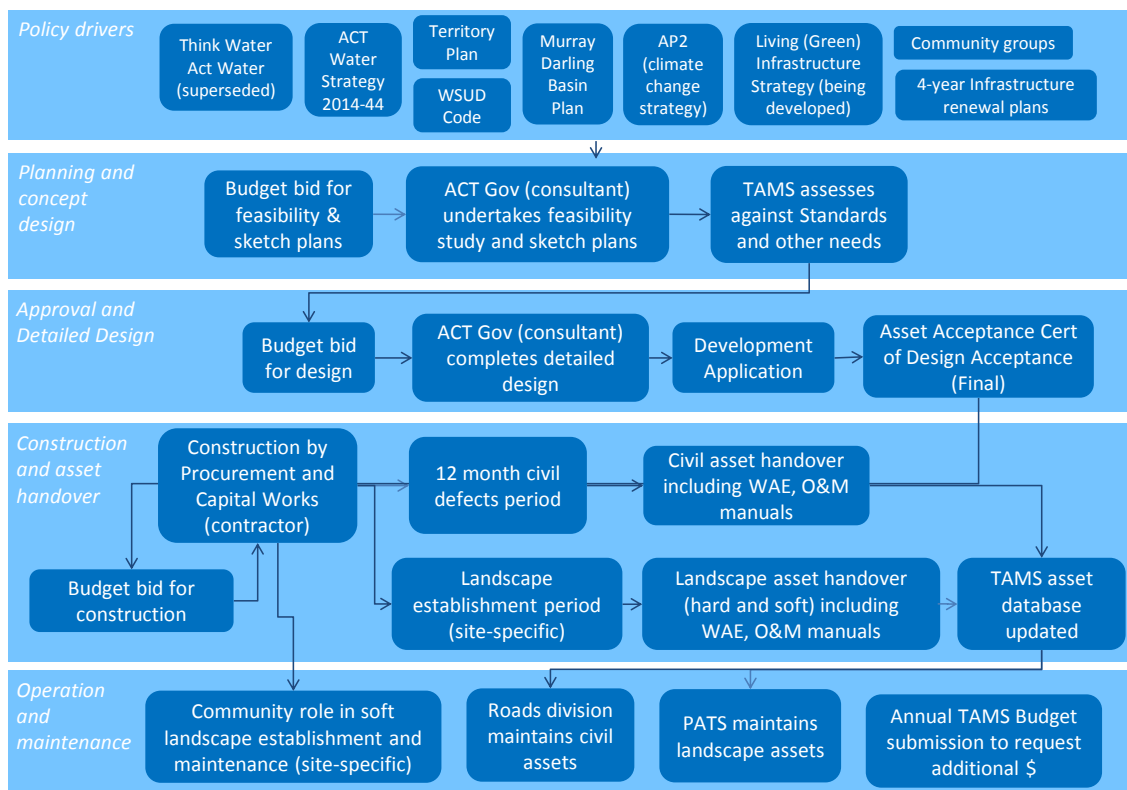 Policy drivers
Think Water
Act Water
(superseded)
ACT
Water
Strategy
2014-44
Territory
Plan
WSUD
Code
Murray
Darling
Basin
Plan
AP2
(climate
change
strategy)
Living (Green)
Infrastructure
Strategy (being
developed)
Community groups
4-year Infrastructure
renewal plans
Planning and
concept
design
Budget bid for
feasibility &
sketch plans
ACT Gov (consultant)
undertakes feasibility
study and sketch plans
TAMS assesses
against Standards
and other needs
Approval and
Detailed Design
Budget bid
for design
ACT Gov (consultant)
completes detailed
design
Development
Application
Asset Acceptance Cert
of Design Acceptance
(Final)
Construction
and asset
handover
Construction by
Procurement and
Capital Works
(contractor)
12 month civil
defects period
Civil asset handover
including WAE, O&M
manuals
Budget bid for
construction
Landscape
establishment period
(site-specific)
Landscape asset handover
(hard and soft) including
WAE, O&M manuals
TAMS asset
database
updated
Operation
and
maintenance
Community role in soft
landscape establishment and
maintenance (site-specific)
Roads division
maintains civil
assets
PATS maintains
landscape assets
Annual TAMS Budget
submission to request
additional $